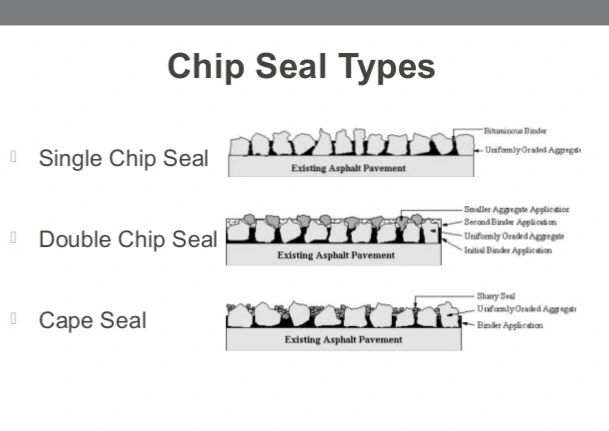 Chip Seal Types
Single Chip Seal
Bituminous Binder
Uniformly Graded Aggregate
Existing Asphalt Pavement
Double Chip Seal
Smaller Aggregate Application
Second Binder Application
Uniformly Graded Aggregate
Initial Binder Application
Existing Asphalt Pavement
Cape Seal
Slurry Seal
Uniformly Graded Aggregate
Binder Application
Existing Asphalt Pavement